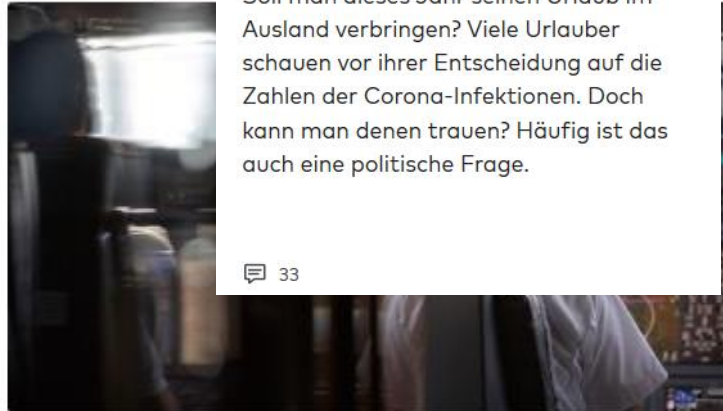 Soll man dieses Jahr seinen Urlaub im
Ausland verbringen? Viele Urlauber
schauen vor ihrer Entscheidung auf die
Zahlen der Corona-Infektionen. Doch
kann man denen trauen? Häufig ist das
auch eine politische Frage.
33